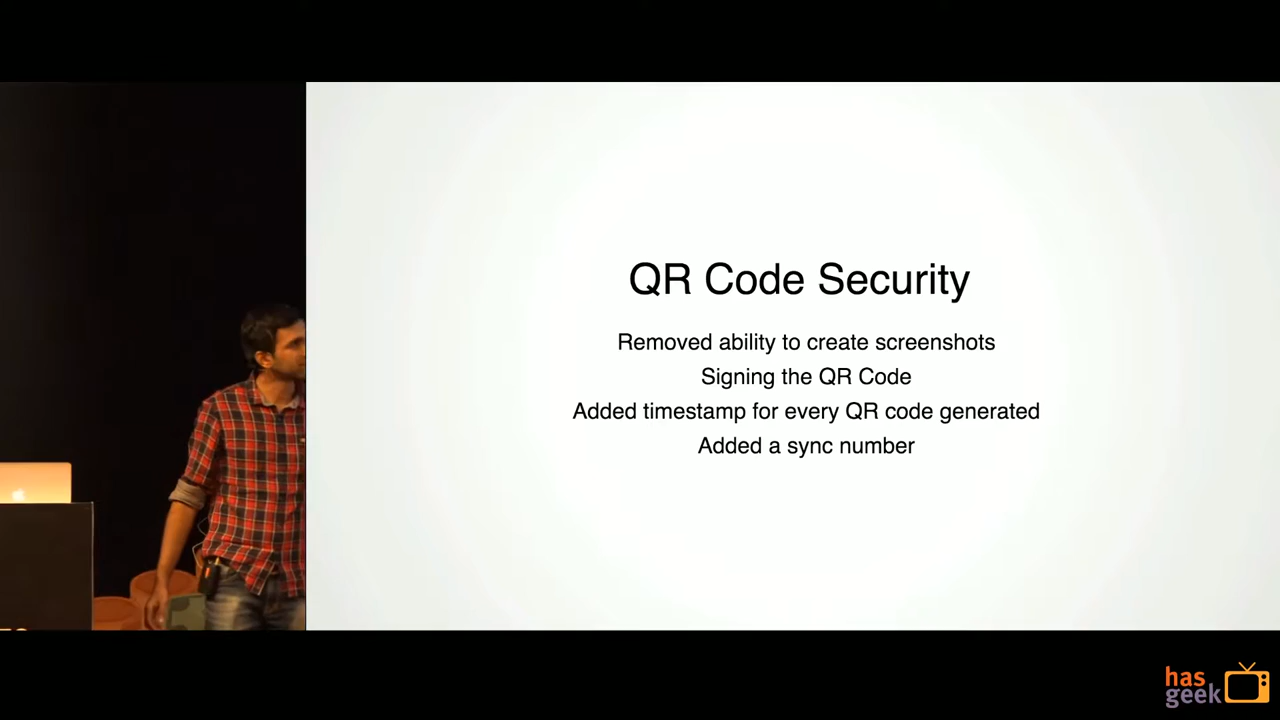 QR Code Security
Removed ability to create screenshots
Signing the QR Code
Added timestamp for every QR code generated
Added a sync number
has
geek